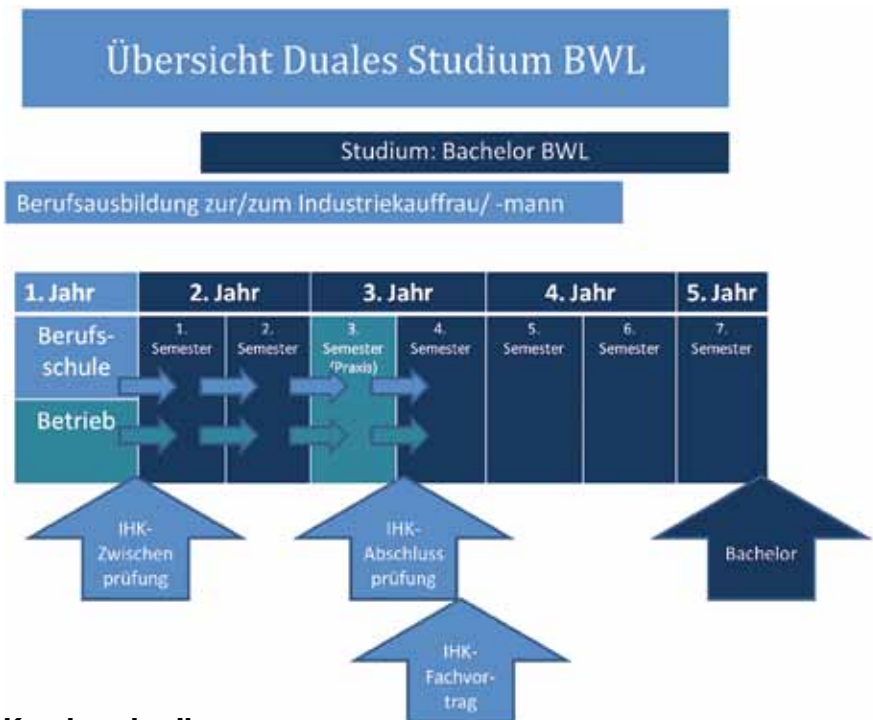 Übersicht Duales Studium BWL
Studium: Bachelor BWL
Berufsausbildung zur/zum Industriekauffrau/ -mann
1. Jahr 2. Jahr 3. Jahr 4. Jahr 5. Jahr
Berufs-
schule
Betrieb
1.
Semester
2.
Semester
3.
Semester
(Praxis)
4.
Semester
5.
Semester
6.
Semester
7.
Semester
IHK-
Zwischen
prüfung
IHK-
Abschluss
prüfung
Bachelor
IHK-
Fachvor-
trag